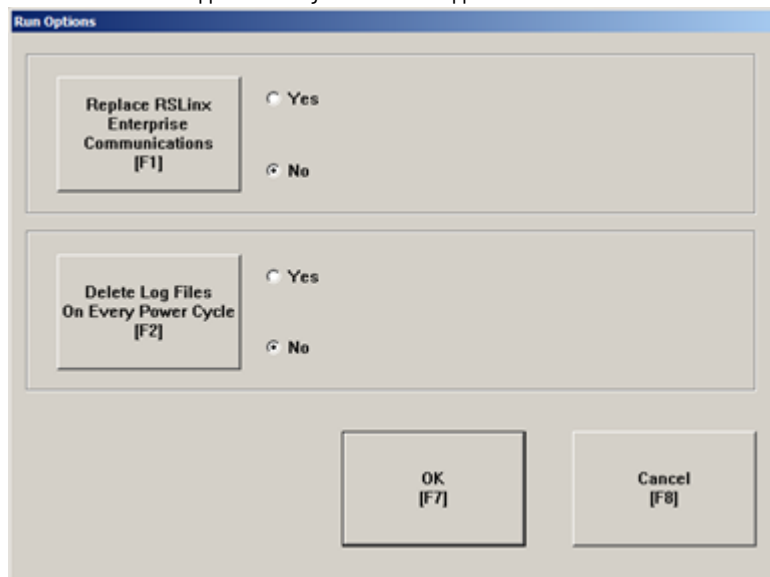 Run Options
Replace RSLinx
Enterprise
Communications
[F1]
Yes
No
Delete Log Files
On Every Power Cycle
[F2]
Yes
No
OK
[F7]
Cancel
[F8]